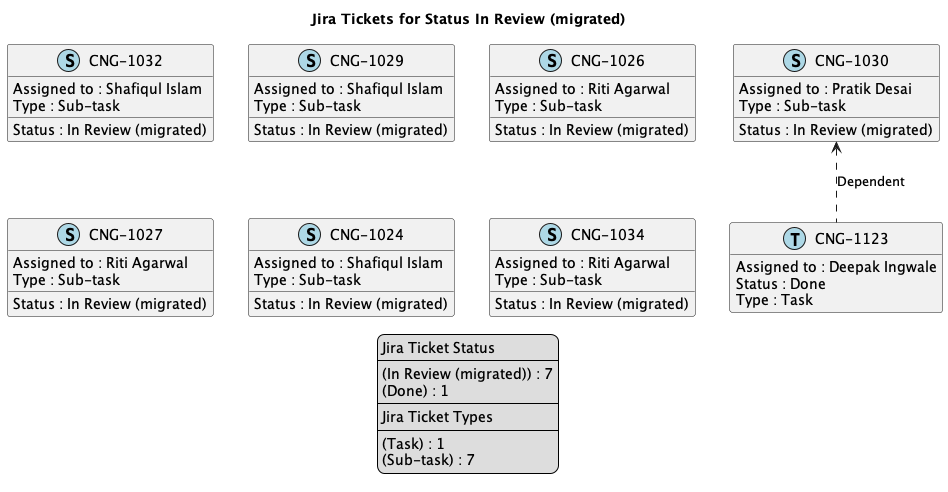 Jira Tickets for Status In Review (migrated)
S CNG-1032
Assigned to : Shafiqul Islam
Type : Sub-task
Status : In Review (migrated)
S CNG-1029
Assigned to : Shafiqul Islam
Type : Sub-task
Status : In Review (migrated)
S CNG-1026
Assigned to : Riti Agarwal
Type : Sub-task
Status : In Review (migrated)
S CNG-1030
Assigned to : Pratik Desai
Type : Sub-task
Status : In Review (migrated)
Dependent
S CNG-1027
Assigned to : Riti Agarwal
Type : Sub-task
Status : In Review (migrated)
S CNG-1024
Assigned to : Shafiqul Islam
Type : Sub-task
Status : In Review (migrated)
S CNG-1034
Assigned to : Riti Agarwal
Type : Sub-task
Status : In Review (migrated)
T CNG-1123
Assigned to : Deepak Ingwale
Status : Done
Type : Task
Jira Ticket Status
(In Review (migrated)) : 7
(Done) : 1
Jira Ticket Types
(Task) : 1
(Sub-task) : 7